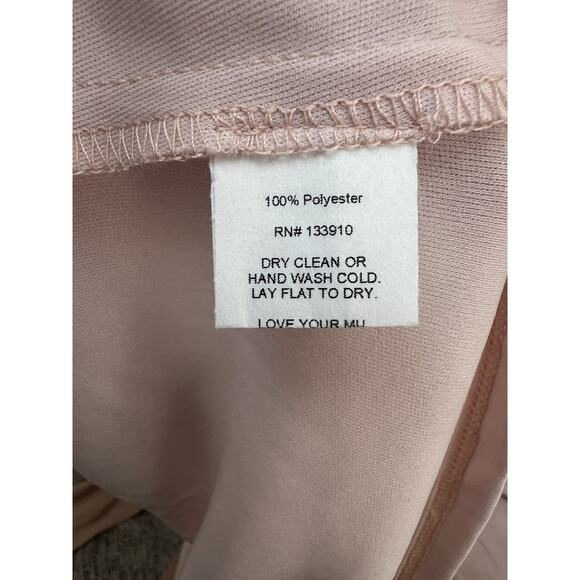 100% Polyester
RN# 133910
DRY CLEAN OR
HAND WASH COLD.
LAY FLAT TO DRY.
LOVE YOUR MU